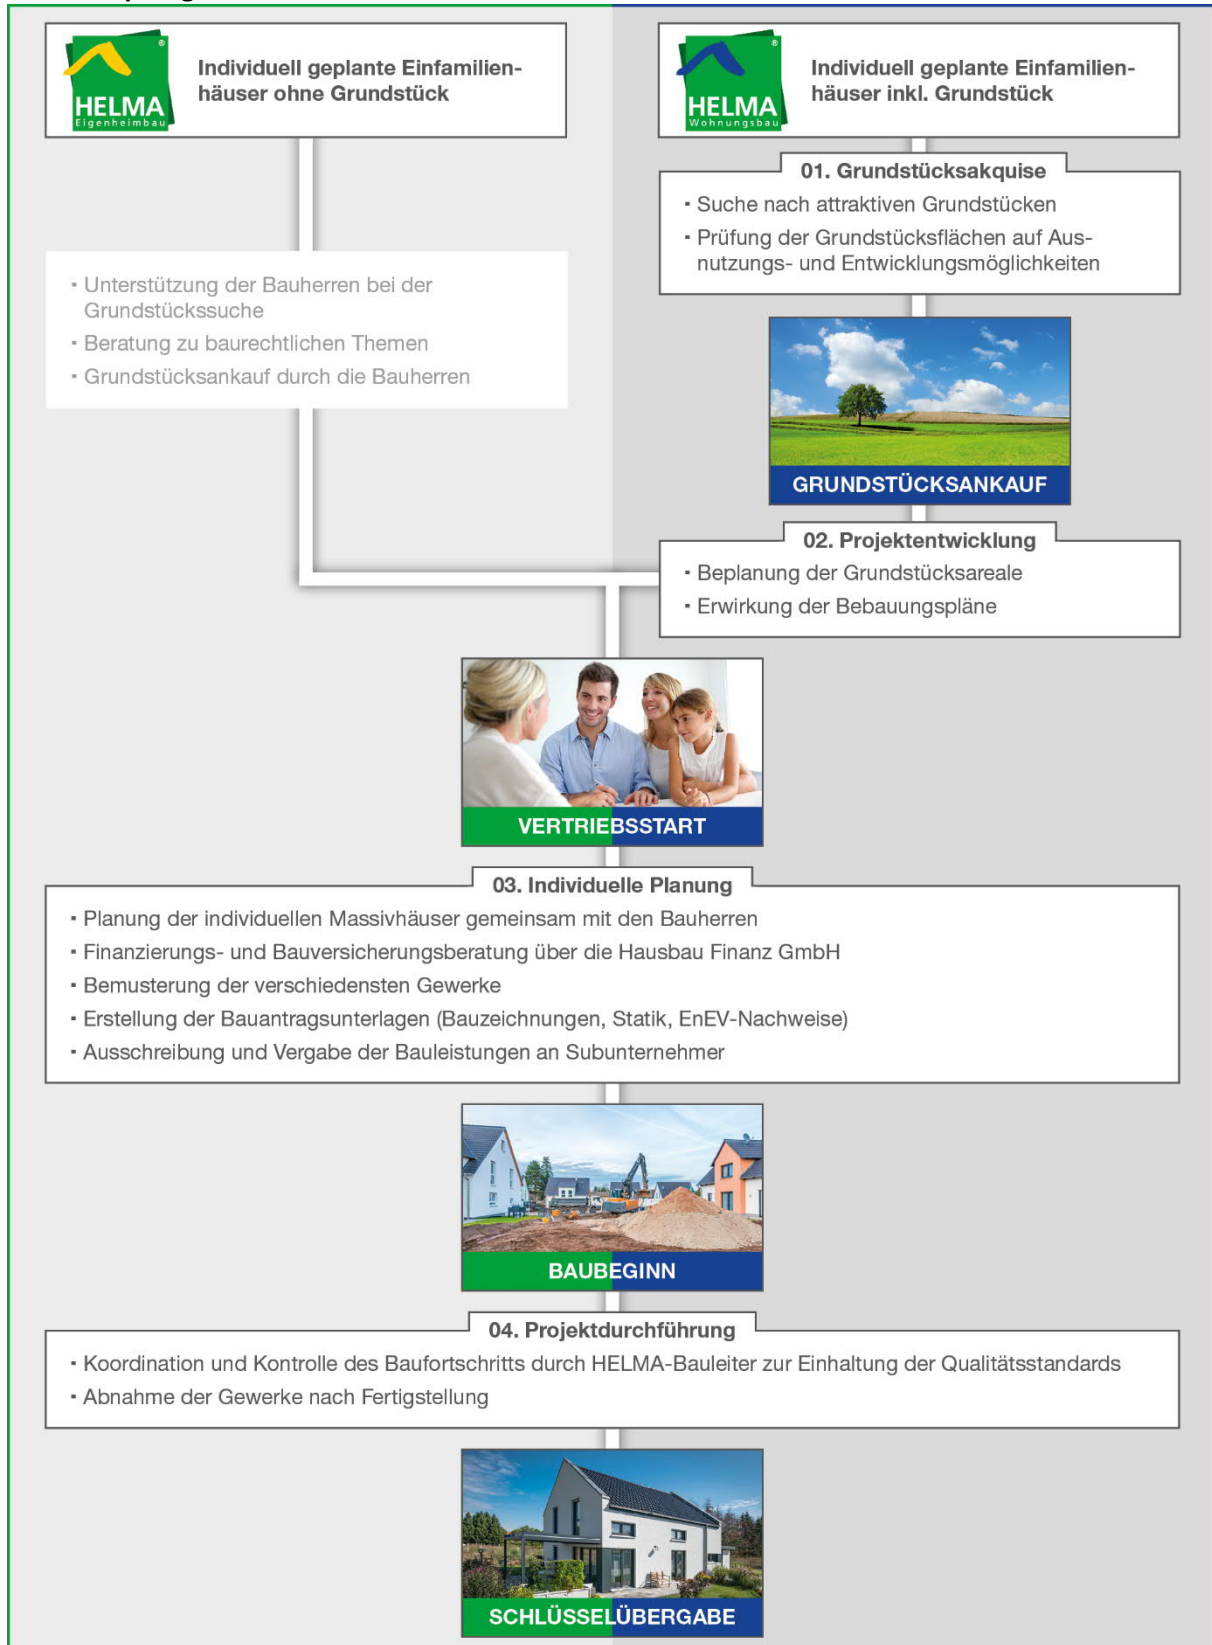 HELMA
Eigenheimbau
®
Individuell geplante Einfamilien-
häuser ohne Grundstück
HELMA
Wohnungsbau
®
Individuell geplante Einfamilien-
häuser inkl. Grundstück
01. Grundstücksakquise
▪ Suche nach attraktiven Grundstücken
▪ Prüfung der Grundstücksflächen auf Aus-
nutzungs- und Entwicklungsmöglichkeiten
▪ Unterstützung der Bauherren bei der
Grundstückssuche
▪ Beratung zu baurechtlichen Themen
▪ Grundstücksankauf durch die Bauherren
GRUNDSTÜCKSANKAUF
02. Projektentwicklung
▪ Beplanung der Grundstücksareale
▪ Erwirkung der Bebauungspläne
VERTRIEBSSTART
03. Individuelle Planung
▪ Planung der individuellen Massivhäuser gemeinsam mit den Bauherren
▪ Finanzierungs- und Bauversicherungsberatung über die Hausbau Finanz GmbH
▪ Bemusterung der verschiedensten Gewerke
▪ Erstellung der Bauantragsunterlagen (Bauzeichnungen, Statik, EnEV-Nachweise)
▪ Ausschreibung und Vergabe der Bauleistungen an Subunternehmer
BAUBEGINN
04. Projektdurchführung
▪ Koordination und Kontrolle des Baufortschritts durch HELMA-Bauleiter zur Einhaltung der Qualitätsstandards
▪ Abnahme der Gewerke nach Fertigstellung
SCHLÜSSELÜBERGABE